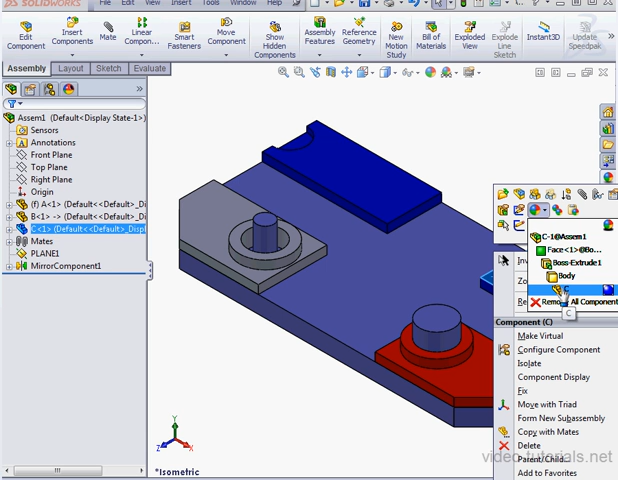 SOLIDWORKS File Edit View Insert Tools Window Help
Edit Component
Insert Components
Mate
Linear Compon...
Smart Fasteners
Move Component
Show Hidden Components
Assembly Features
Reference Geometry
New Motion Study
Bill of Materials
Exploded View
Explode Line Sketch
Instant3D
Update Speedpak
Assembly Layout Sketch Evaluate
Assem1 (Default<Display State-1>)
Sensors
Annotations
Front Plane
Top Plane
Right Plane
Origin
(f) A<1> (Default<<Default>_Di
B<1> -> (Default<<Default>_Di
C<1> (Default<<Default>_Displ
Mates
PLANE1
MirrorComponent1
C-1@Assem1
Face<1>@Bo...
Boss-Extrude1
Body
C
All Component
C
Component (C)
Make Virtual
Configure Component
Isolate
Component Display
Fix
Move with Triad
Form New Subassembly
Copy with Mates
Delete
Parent/Child...
Add to Favorites
Y
Z
X
*Isometric
video-tutorials.net